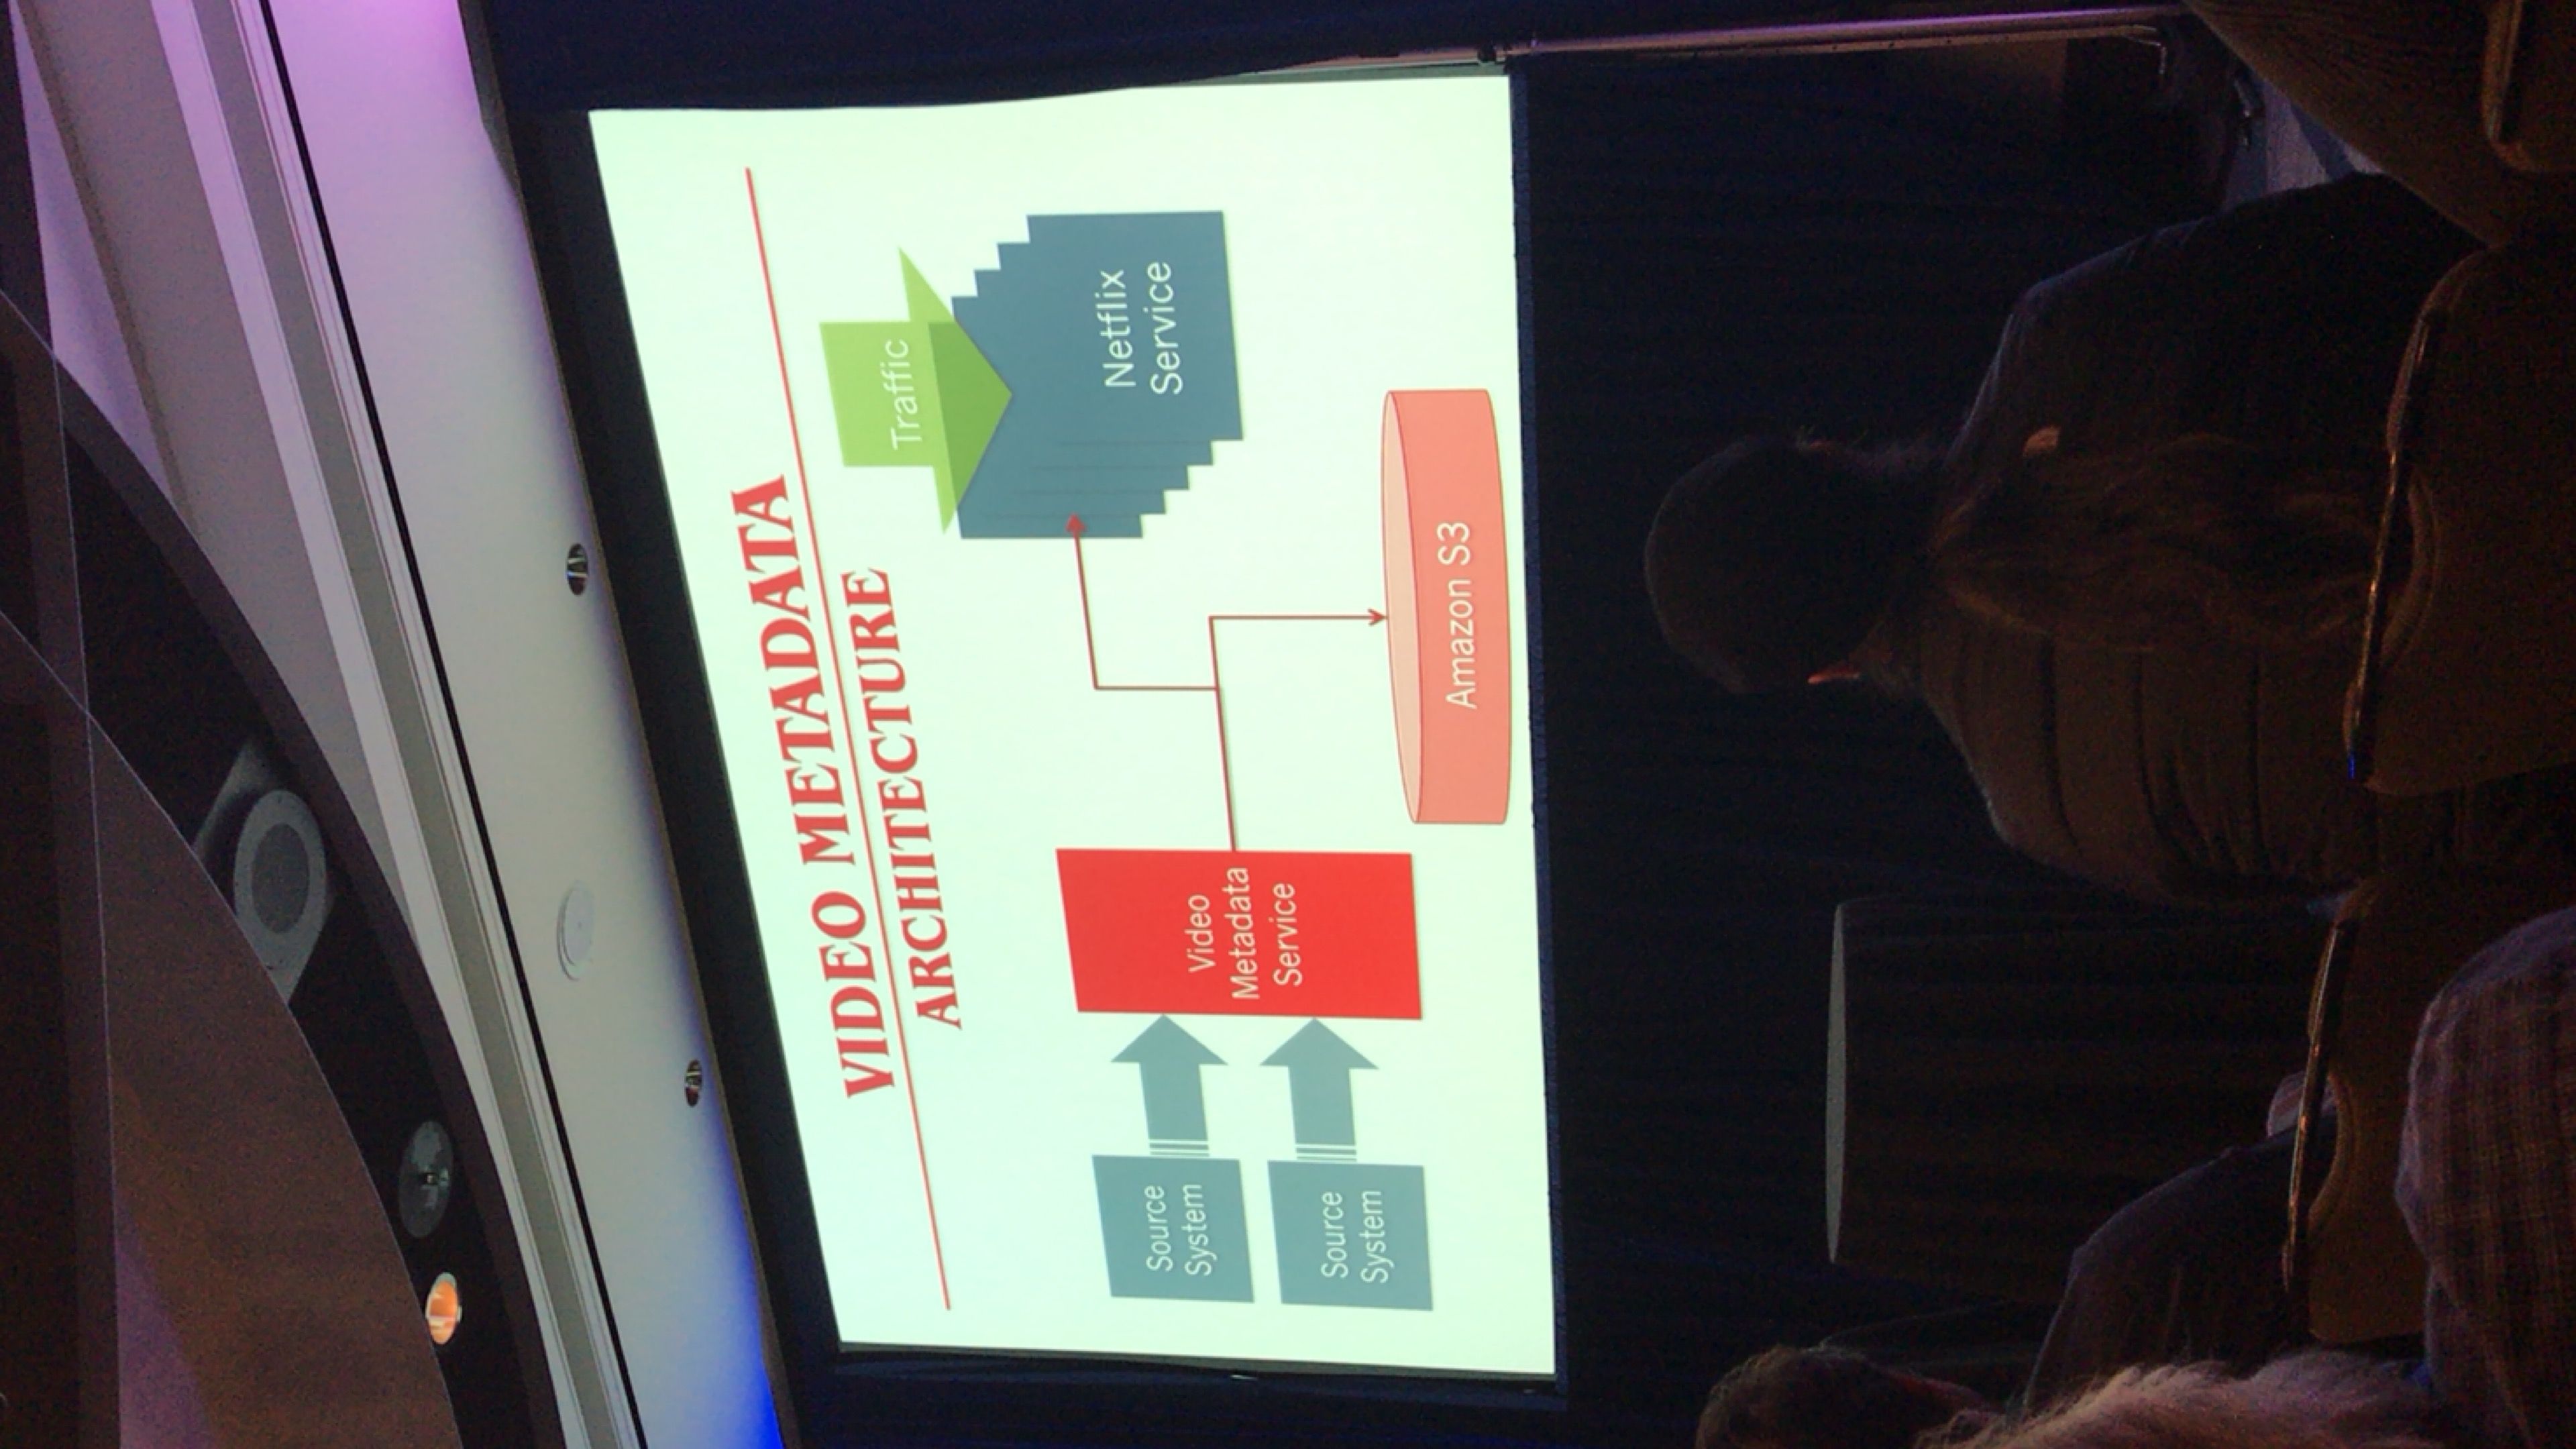 VIDEO METADATA
ARCHITECTURE
Traffic
Netflix
Service
Source
System
Video
Metadata
Service
Source
System
Amazon S3